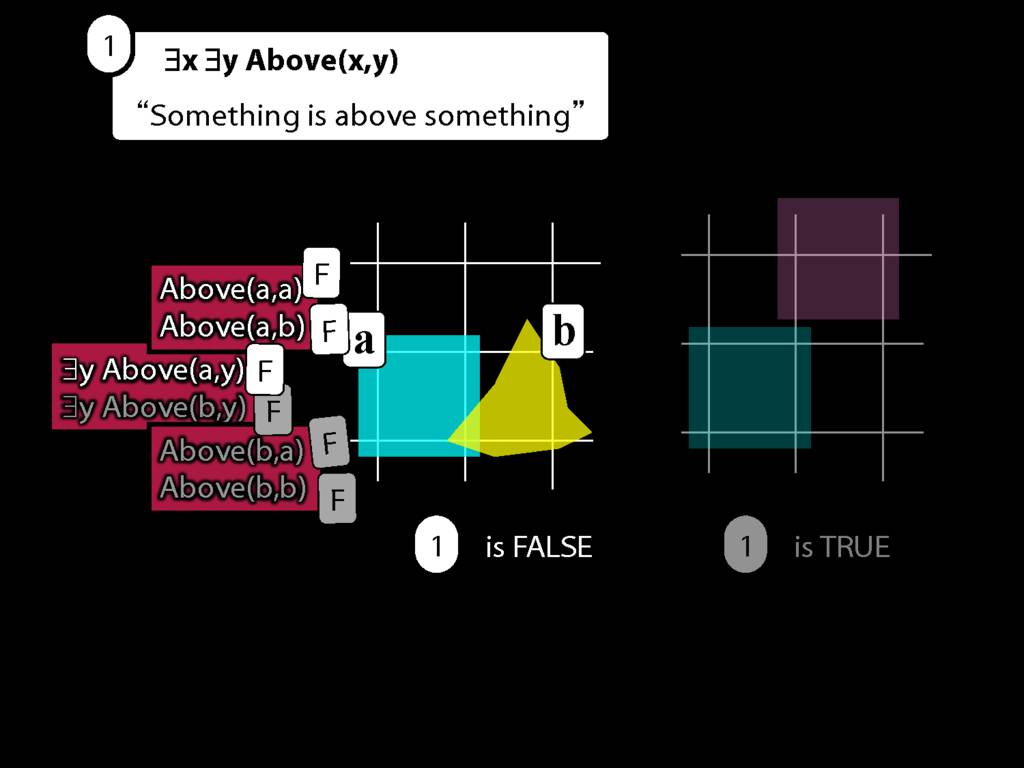 1
∃x ∃y Above(x,y)
“Something is above something”
Above(a,a) F
Above(a,b) F
a
b
∃y Above(a,y) F
∃y Above(b,y) F
Above(b,a) F
Above(b,b) F
1 is FALSE
1 is TRUE